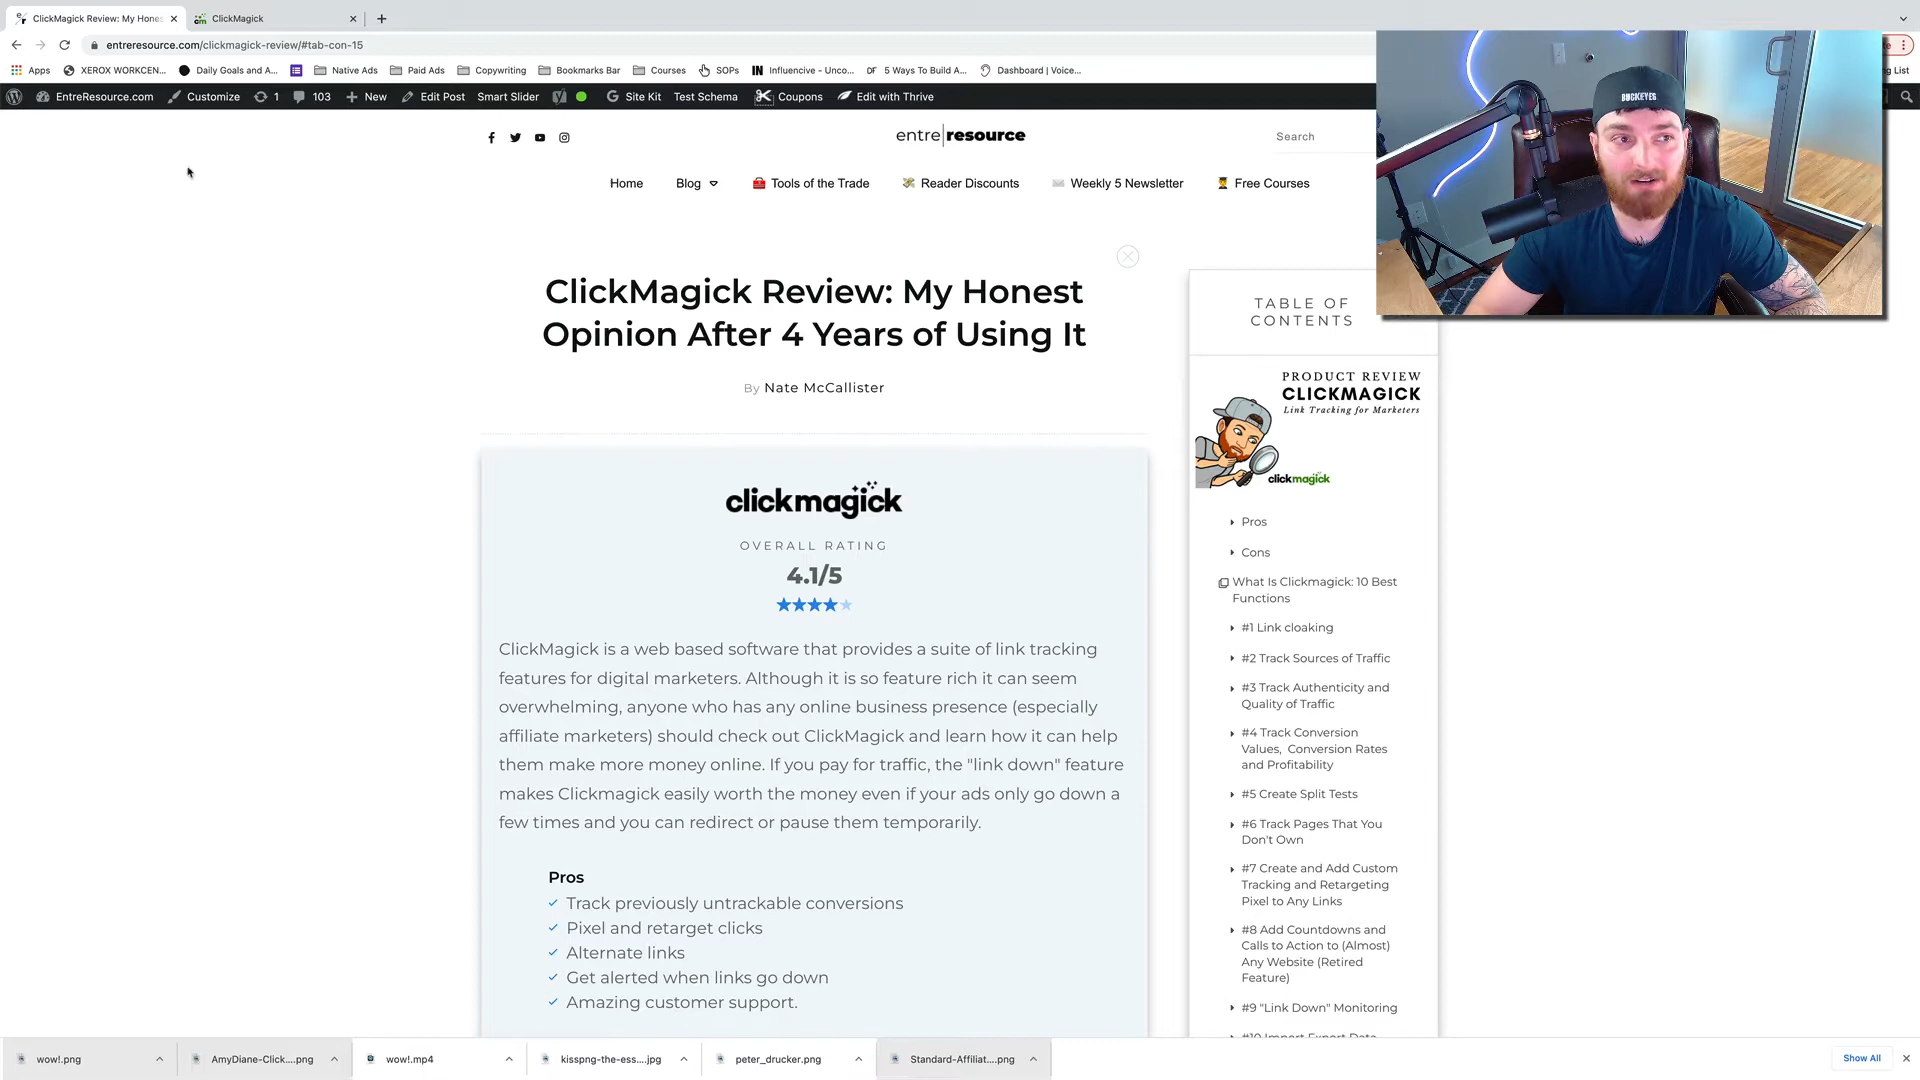 ClickMagick Review: My Hones
ClickMagick
entreresource.com/clickmagick-review/#tab-con-15
Apps
XEROX WORKCEN...
Daily Goals and A...
Native Ads
Paid Ads
Copywriting
Bookmarks Bar
Courses
SOPs
Influencive - Unco...
DF 5 Ways To Build A...
Dashboard | Voice...
ng List
EntreResource.com
Customize
1
103
New
Edit Post
Smart Slider
Site Kit
Test Schema
Coupons
Edit with Thrive
BUCKEYES
entre|resource
Search
Home
Blog
Tools of the Trade
Reader Discounts
Weekly 5 Newsletter
Free Courses
ClickMagick Review: My Honest
Opinion After 4 Years of Using It
By Nate McCallister
clickmagick
OVERALL RATING
4.1/5
ClickMagick is a web based software that provides a suite of link tracking
features for digital marketers. Although it is so feature rich it can seem
overwhelming, anyone who has any online business presence (especially
affiliate marketers) should check out ClickMagick and learn how it can help
them make more money online. If you pay for traffic, the "link down" feature
makes Clickmagick easily worth the money even if your ads only go down a
few times and you can redirect or pause them temporarily.
Pros
Track previously untrackable conversions
Pixel and retarget clicks
Alternate links
Get alerted when links go down
Amazing customer support.
TABLE OF
CONTENTS
PRODUCT REVIEW
CLICKMAGICK
Link Tracking for Marketers
clickmagick
Pros
Cons
What Is Clickmagick: 10 Best
Functions
#1 Link cloaking
#2 Track Sources of Traffic
#3 Track Authenticity and
Quality of Traffic
#4 Track Conversion
Values, Conversion Rates
and Profitability
#5 Create Split Tests
#6 Track Pages That You
Don't Own
#7 Create and Add Custom
Tracking and Retargeting
Pixel to Any Links
#8 Add Countdowns and
Calls to Action to (Almost)
Any Website (Retired
Feature)
#9 "Link Down" Monitoring
#10 Import Export Data
wow!.png
AmyDiane-Click....png
wow!.mp4
kisspng-the-ess....jpg
peter_drucker.png
Standard-Affiliat....png
Show All